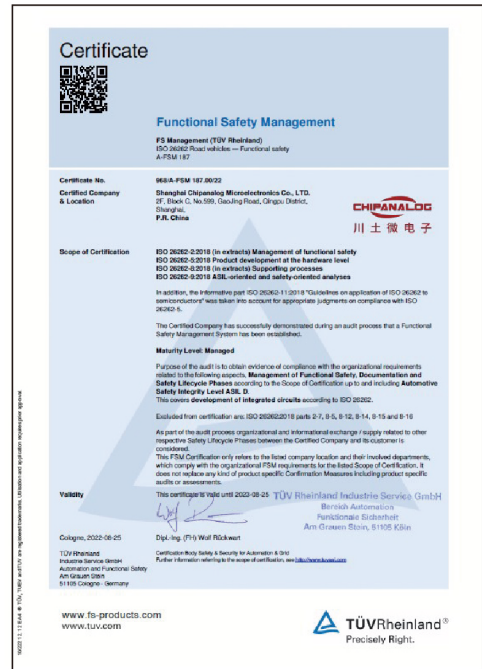 Certificate
Functional Safety Management
FS Management (TÜV Rheinland)
ISO 26262 Road vehicles — Functional safety
A-FSM 187
Certificate No.
968/A-FSM 187.00/22
Certified Company
& Location
Shanghai Chipanalog Microelectronics Co., LTD.
2F, Block C, No.599, GaoJing Road, Qingpu District,
Shanghai,
P.R. China
CHIPANALOG
川土微电子
Scope of Certification
ISO 26262-2:2018 (in extracts) Management of functional safety
ISO 26262-5:2018 Product development at the hardware level
ISO 26262-8:2018 (in extracts) Supporting processes
ISO 26262-9:2018 ASIL-oriented and safety-oriented analyses
In addition, the informative part ISO 26262-11:2018 "Guidelines on application of ISO 26262 to
semiconductors" was taken into account for appropriate judgments on compliance with ISO
26262-5.
The Certified Company has successfully demonstrated during an audit process that a Functional
Safety Management System has been established.
Maturity Level: Managed
Purpose of the audit is to obtain evidence of compliance with the organizational requirements
related to the following aspects, Management of Functional Safety, Documentation and
Safety Lifecycle Phases according to the Scope of Certification up to and including Automotive
Safety Integrity Level ASIL D.
This covers development of integrated circuits according to ISO 26262.
Excluded from certification are: ISO 26262:2018 parts 2-7, 8-5, 8-12, 8-14, 8-15 and 8-16
As part of the audit process organizational and informational exchange / supply related to other
respective Safety Lifecycle Phases between the Certified Company and its customer is
considered.
This FSM Certification only refers to the listed company location and their involved departments,
which comply with the organizational FSM requirements for the listed Scope of Certification. It
does not replace any kind of product specific Confirmation Measures including product specific
audits or assessments.
Validity
This certificate is valid until 2023-08-25
TÜV Rheinland Industrie Service GmbH
Bereich Automation
Funktionale Sicherheit
Am Grauen Stein, 51105 Köln
Cologne, 2022-08-25
Dipl.-Ing. (FH) Wolf Rückwart
TÜV Rheinland
Industrie Service GmbH
Automation and Functional Safety
Am Grauen Stein
51105 Cologne - Germany
Certification Body Safety & Security for Automation & Grid
Further information referring to the scope of certification, see http://www.tuvasi.com
www.fs-products.com
www.tuv.com
TÜVRheinland®
Precisely Right.